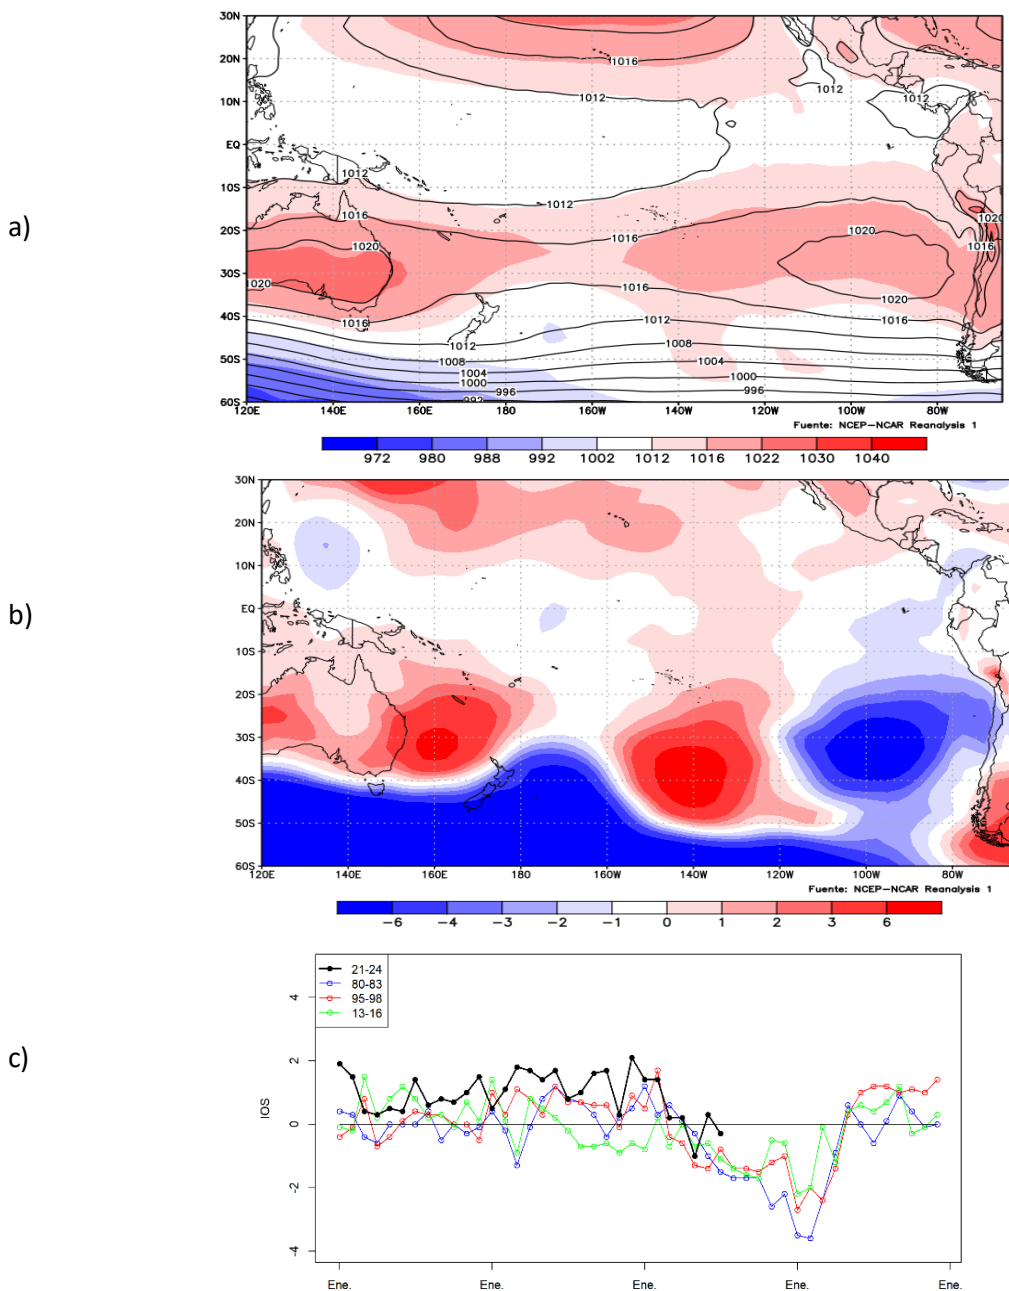 a)
30N
20N
10N
EQ
10S
20S
30S
40S
50S
60S
1016
1012
1012
1012
1012
1012
1016
1016
1020
1020
1016
1020
1020
1016
1020
1016
1016
1012
1012
1008
1008
1004
1004
1000
1000
996
996
992
120E 140E 160E 180 160W 140W 120W 100W 80W
Fuente: NCEP–NCAR Reanalysis 1
972 980 988 992 1002 1012 1016 1022 1030 1040
b)
30N
20N
10N
EQ
10S
20S
30S
40S
50S
60S
120E 140E 160E 180 160W 140W 120W 100W 80W
Fuente: NCEP–NCAR Reanalysis 1
−6 −4 −3 −2 −1 0 1 2 3 6
c)
21-24
80-83
95-98
13-16
IOS
4
2
0
-2
-4
Ene. Ene. Ene. Ene. Ene.